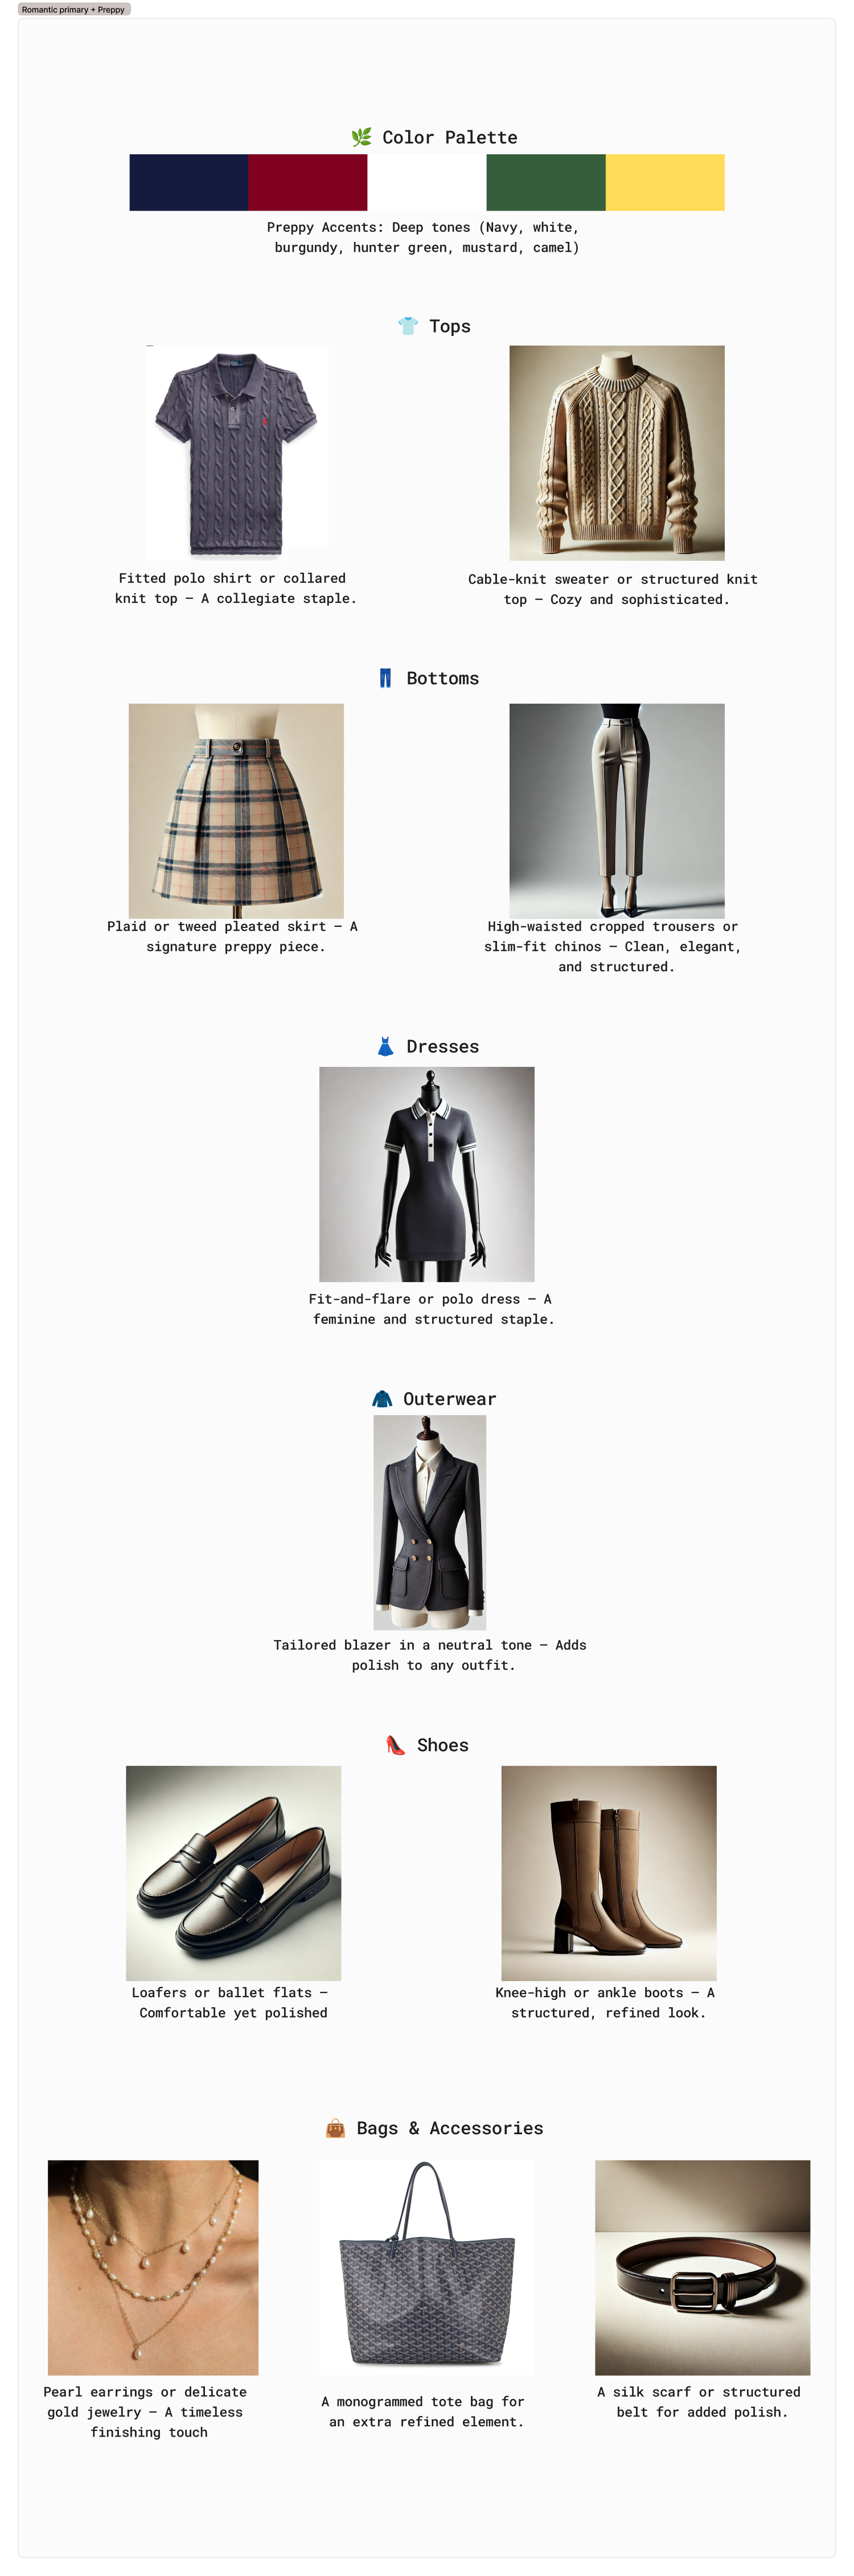 Romantic primary + Preppy
🌿 Color Palette
Preppy Accents: Deep tones (Navy, white,
burgundy, hunter green, mustard, camel)
👕 Tops
Fitted polo shirt or collared
knit top – A collegiate staple.
Cable-knit sweater or structured knit
top – Cozy and sophisticated.
👖 Bottoms
Plaid or tweed pleated skirt – A
signature preppy piece.
High-waisted cropped trousers or
slim-fit chinos – Clean, elegant,
and structured.
👗 Dresses
Fit-and-flare or polo dress – A
feminine and structured staple.
🧥 Outerwear
Tailored blazer in a neutral tone – Adds
polish to any outfit.
👠 Shoes
Loafers or ballet flats –
Comfortable yet polished
Knee-high or ankle boots – A
structured, refined look.
👜 Bags & Accessories
Pearl earrings or delicate
gold jewelry – A timeless
finishing touch
A monogrammed tote bag for
an extra refined element.
A silk scarf or structured
belt for added polish.